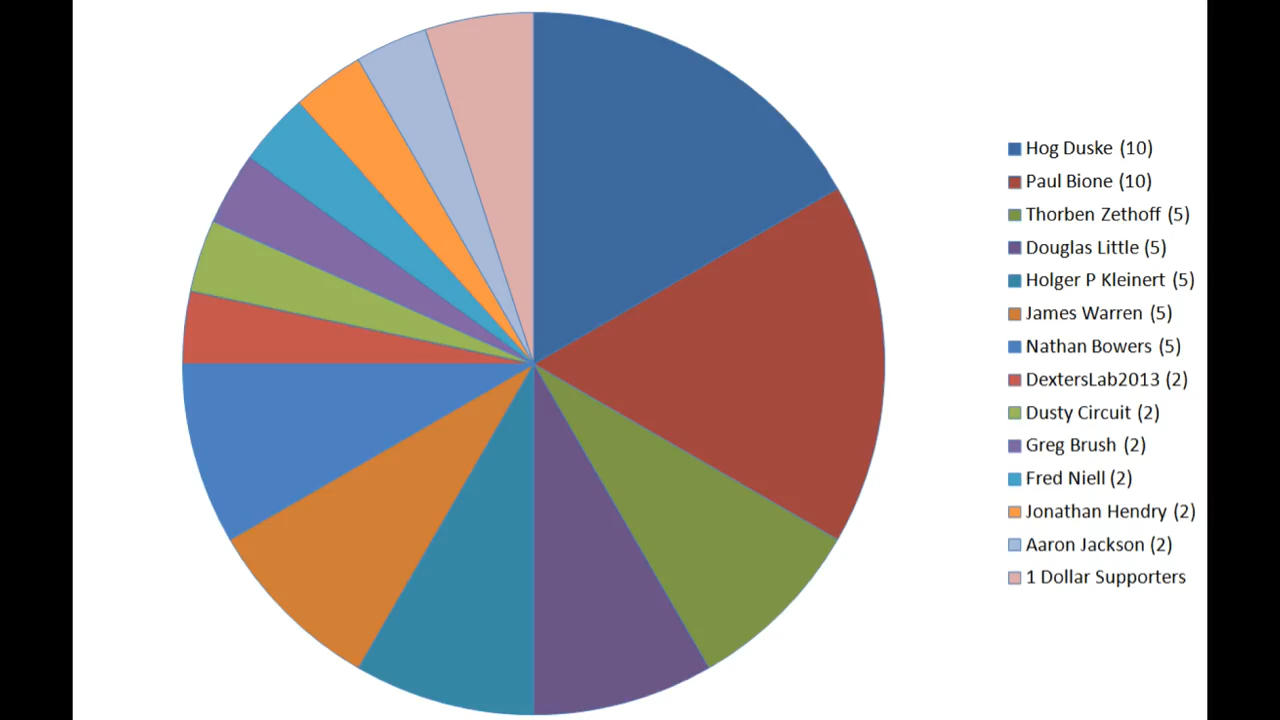 Hog Duske (10)
Paul Bione (10)
Thorben Zethoff (5)
Douglas Little (5)
Holger P Kleinert (5)
James Warren (5)
Nathan Bowers (5)
DextersLab2013 (2)
Dusty Circuit (2)
Greg Brush (2)
Fred Niell (2)
Jonathan Hendry (2)
Aaron Jackson (2)
1 Dollar Supporters